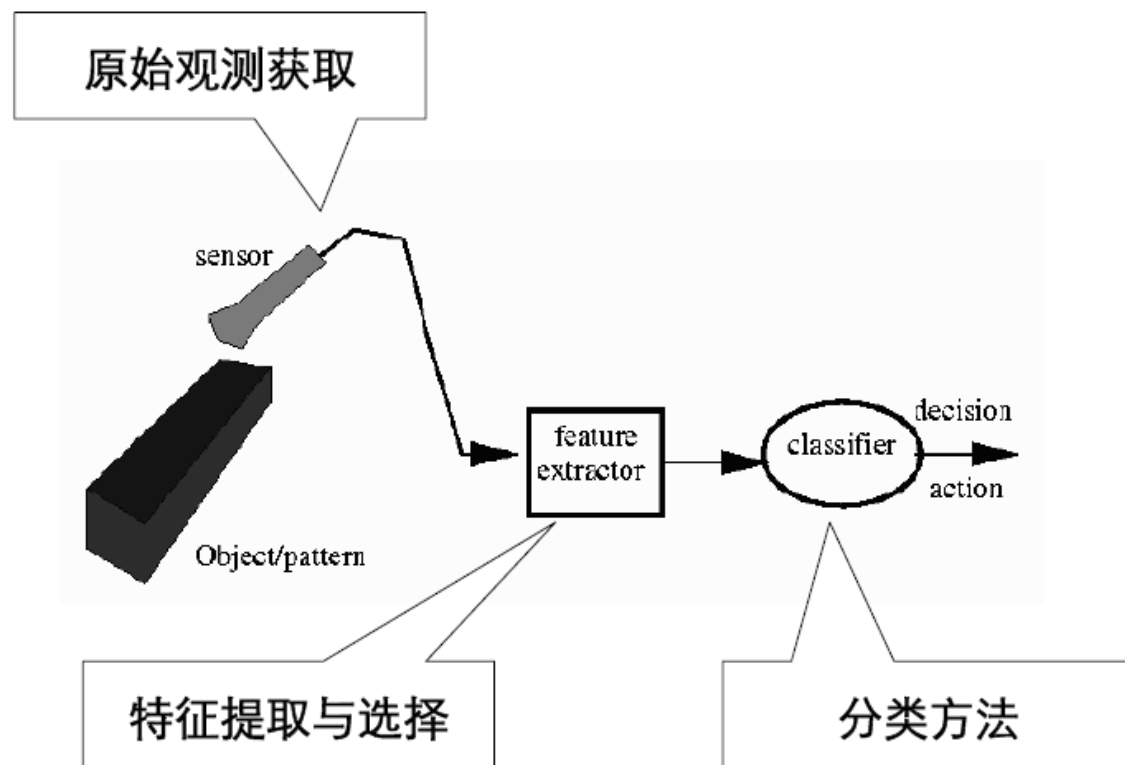 原始观测获取
sensor
Object/pattern
feature
extractor
classifier
decision
action
特征提取与选择
分类方法